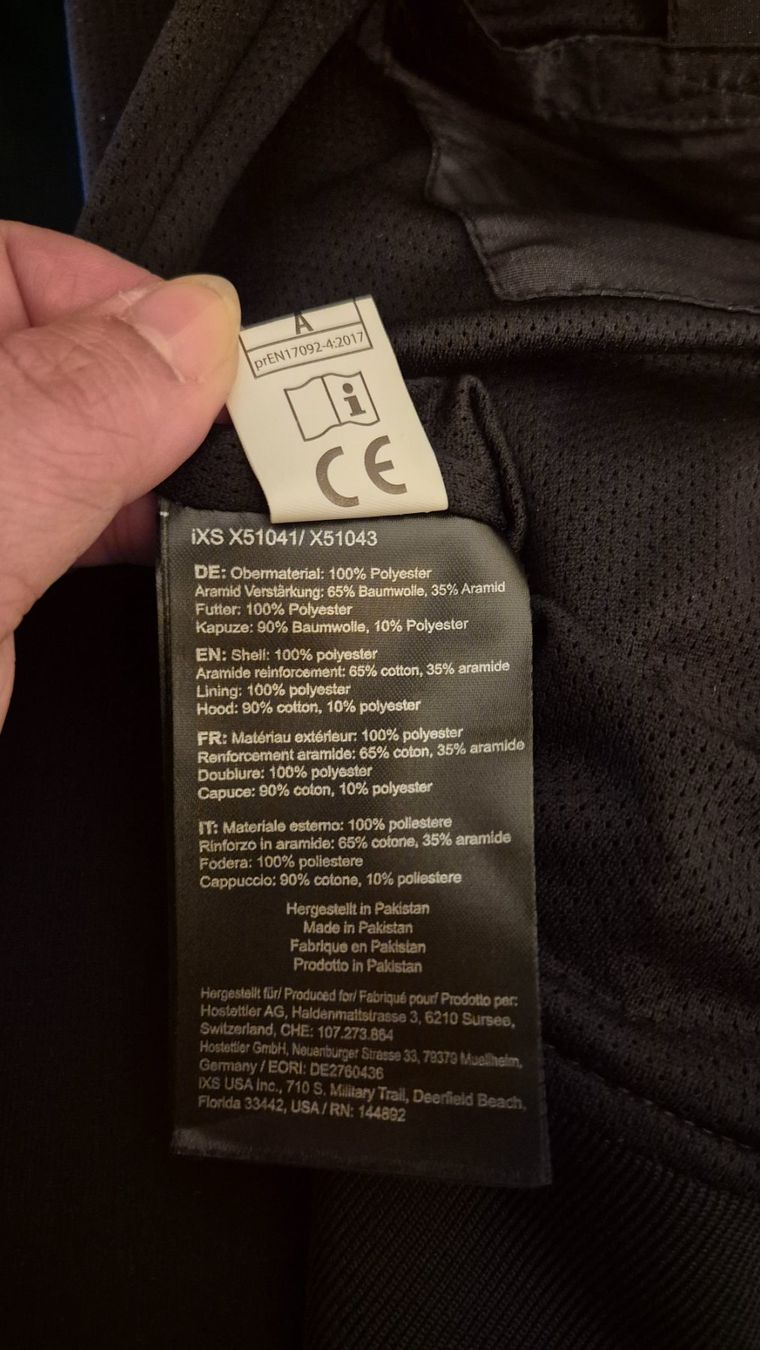 A
prEN17092-4:2017
i
CE
iXS X51041/ X51043
DE: Obermaterial: 100% Polyester
Aramid Verstärkung: 65% Baumwolle, 35% Aramid
Futter: 100% Polyester
Kapuze: 90% Baumwolle, 10% Polyester
EN: Shell: 100% polyester
Aramide reinforcement: 65% cotton, 35% aramide
Lining: 100% polyester
Hood: 90% cotton, 10% polyester
FR: Matériau extérieur: 100% polyester
Renforcement aramide: 65% coton, 35% aramide
Doublure: 100% polyester
Capuce: 90% coton, 10% polyester
IT: Materiale esterno: 100% poliestere
Rinforzo in aramide: 65% cotone, 35% aramide
Fodera: 100% poliestere
Cappuccio: 90% cotone, 10% poliestere
Hergestellt in Pakistan
Made in Pakistan
Fabrique en Pakistan
Prodotto in Pakistan
Hergestellt für/ Produced for/ Fabriqué pour/ Prodotto per:
Hostettler AG, Haldenmattstrasse 3, 6210 Sursee,
Switzerland, CHE: 107.273.864
Hostettler GmbH, Neuenburger Strasse 33, 79379 Muellheim,
Germany / EORI: DE2760436
iXS USA Inc., 710 S. Military Trail, Deerfield Beach,
Florida 33442, USA / RN: 144892